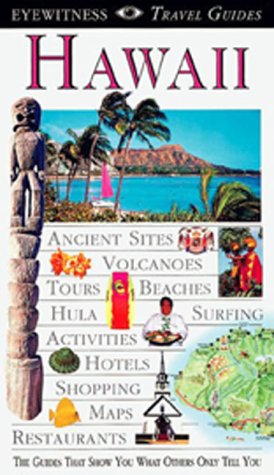 EYEWITNESS TRAVEL GUIDES
HAWAII
ANCIENT SITES
VOLCANOES
TOURS BEACHES
HULA SURFING
ACTIVITIES
HOTELS
SHOPPING
MAPS
RESTAURANTS
THE GUIDES THAT SHOW YOU WHAT OTHERS ONLY TELL YOU